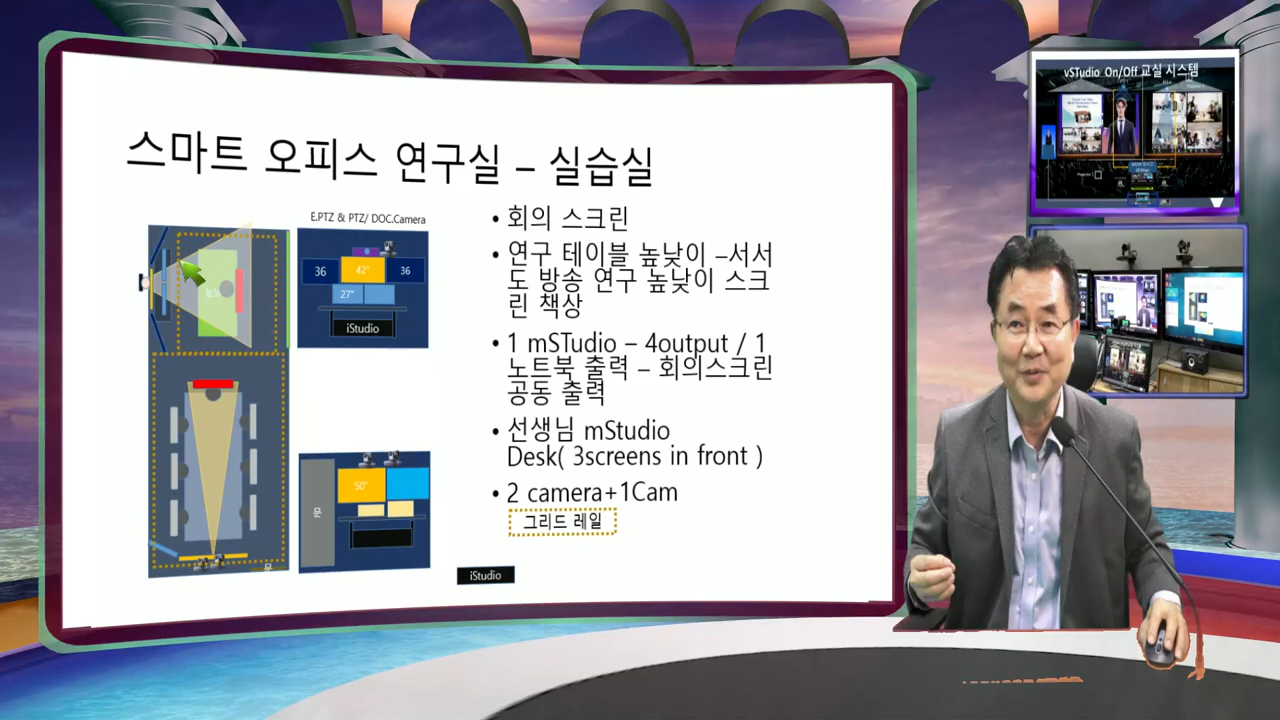 스마트 오피스 연구실 – 실습실
E.PTZ & PTZ/ DOC.Camera
36
42"
36
27"
iStudio
50"
문
문
iStudio
• 회의 스크린
• 연구 테이블 높낮이 –서서
도 방송 연구 높낮이 스크
린 책상
• 1 mSTudio – 4output / 1
노트북 출력 – 회의스크린
공동 출력
• 선생님 mStudio
Desk( 3screens in front )
• 2 camera+1Cam
그리드 레일
vSTudio On/Off 교실 시스템